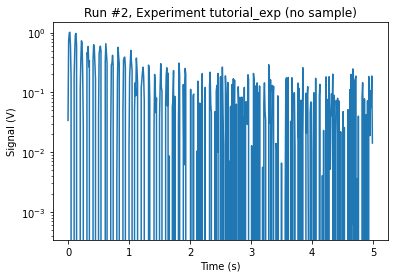 Run #2, Experiment tutorial_exp (no sample)
10⁰
10⁻¹
10⁻²
10⁻³
Signal (V)
0 1 2 3 4 5
Time (s)